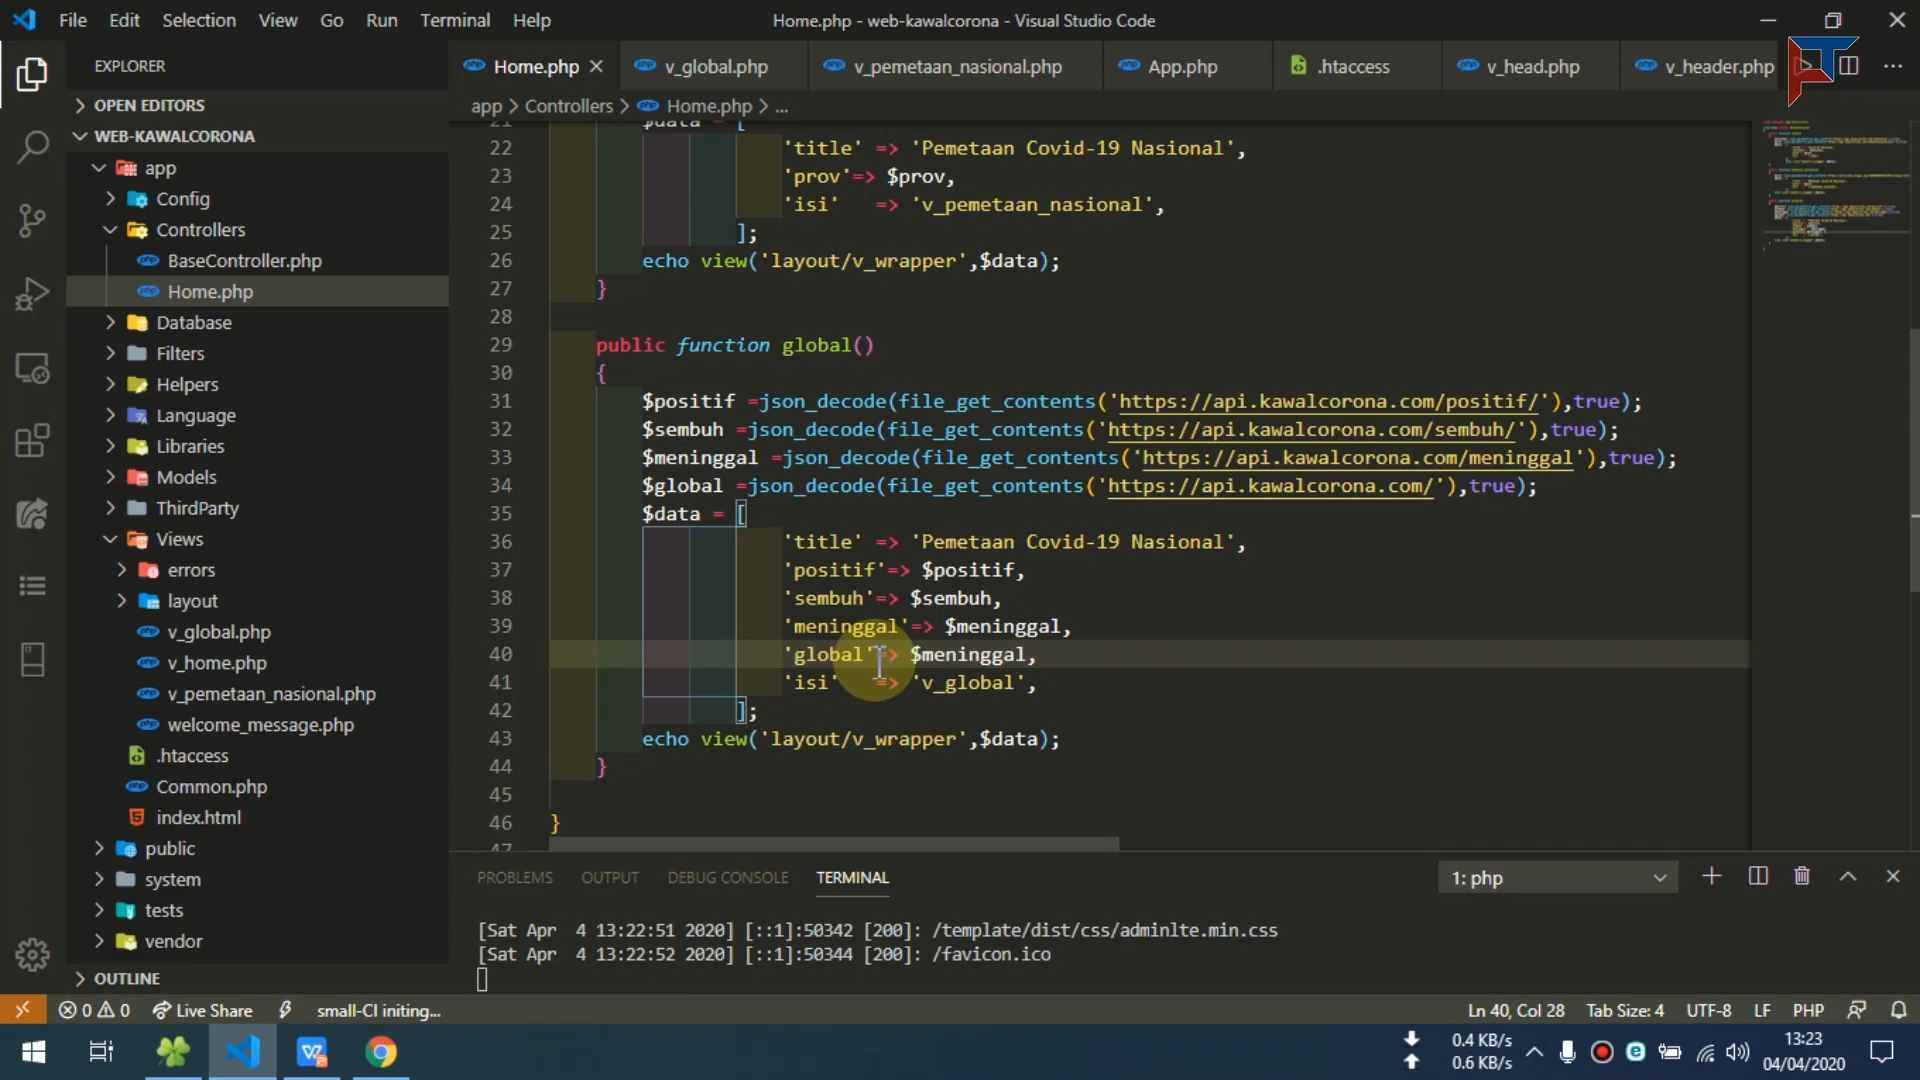 File Edit Selection View Go Run Terminal Help
Home.php - web-kawalcorona - Visual Studio Code
EXPLORER
OPEN EDITORS
WEB-KAWALCORONA
app
Config
Controllers
BaseController.php
Home.php
Database
Filters
Helpers
Language
Libraries
Models
ThirdParty
Views
errors
layout
v_global.php
v_home.php
v_pemetaan_nasional.php
welcome_message.php
.htaccess
Common.php
index.html
public
system
tests
vendor
OUTLINE
Home.php v_global.php v_pemetaan_nasional.php App.php .htaccess v_head.php v_header.php
app > Controllers > Home.php > ...
21 $data = [
22 'title' => 'Pemetaan Covid-19 Nasional',
23 'prov'=> $prov,
24 'isi'   => 'v_pemetaan_nasional',
25 ];
26 echo view('layout/v_wrapper',$data);
27 }
28
29 public function global()
30 {
31 $positif =json_decode(file_get_contents('https://api.kawalcorona.com/positif/'),true);
32 $sembuh =json_decode(file_get_contents('https://api.kawalcorona.com/sembuh/'),true);
33 $meninggal =json_decode(file_get_contents('https://api.kawalcorona.com/meninggal'),true);
34 $global =json_decode(file_get_contents('https://api.kawalcorona.com/'),true);
35 $data = [
36 'title' => 'Pemetaan Covid-19 Nasional',
37 'positif'=> $positif,
38 'sembuh'=> $sembuh,
39 'meninggal'=> $meninggal,
40 'global'=> $meninggal,
41 'isi'   => 'v_global',
42 ];
43 echo view('layout/v_wrapper',$data);
44 }
45
46 }
47
PROBLEMS OUTPUT DEBUG CONSOLE TERMINAL
1: php
[Sat Apr  4 13:22:51 2020] [::1]:50342 [200]: /template/dist/css/adminlte.min.css
[Sat Apr  4 13:22:52 2020] [::1]:50344 [200]: /favicon.ico
0 0 Live Share small-CI initing...
Ln 40, Col 28 Tab Size: 4 UTF-8 LF PHP
0.4 KB/s
0.6 KB/s
13:23
04/04/2020